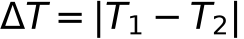 ΔT = |T₁ − T₂|